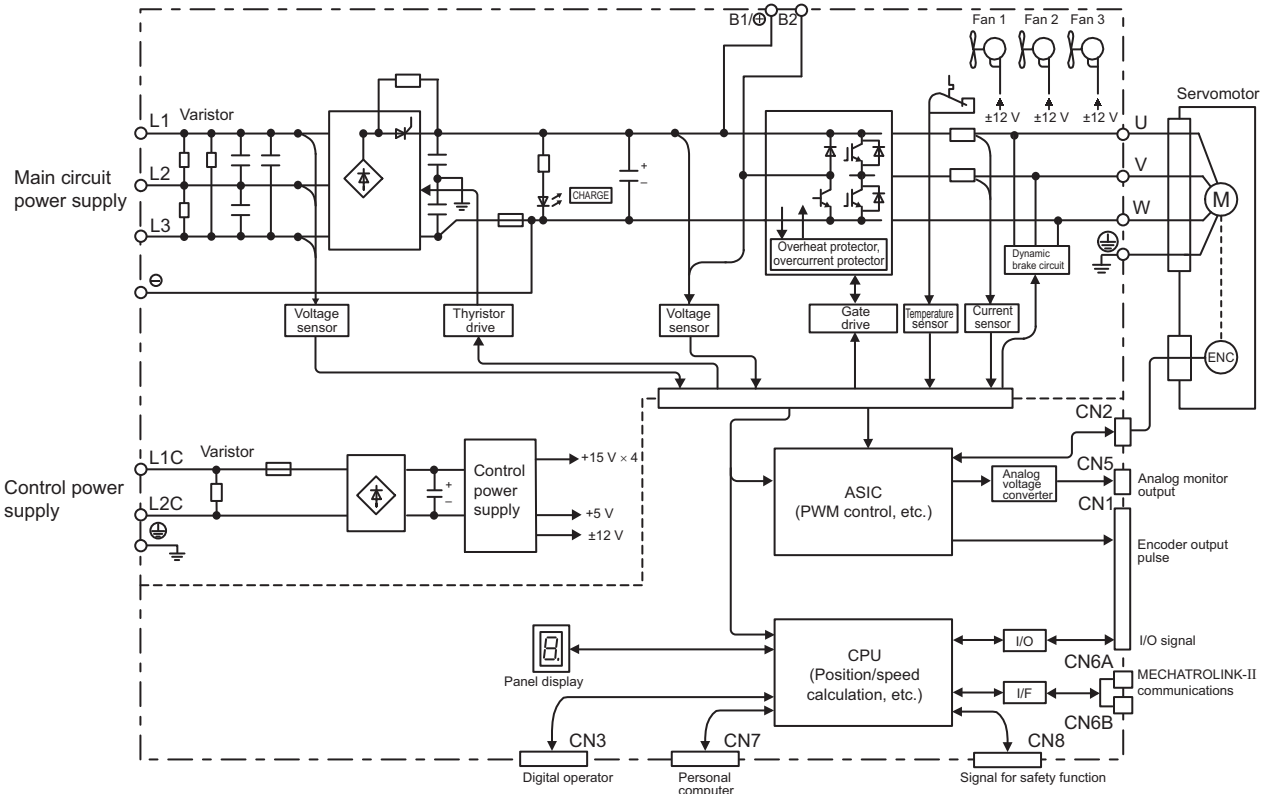 B1/⊕ B2
Fan 1 Fan 2 Fan 3
±12 V ±12 V ±12 V
Servomotor
Varistor
L1
L2
L3
⊖
Main circuit
power supply
+
–
CHARGE
Overheat protector,
overcurrent protector
U
V
W
M
ENC
Dynamic
brake circuit
Voltage
sensor
Thyristor
drive
Voltage
sensor
Gate
drive
Temperature
sensor
Current
sensor
Control power
supply
L1C
L2C
Varistor
+
–
Control
power
supply
+15 V × 4
+5 V
±12 V
ASIC
(PWM control, etc.)
Analog
voltage
converter
CN2
CN5
Analog monitor
output
CN1
Encoder output
pulse
I/O signal
CPU
(Position/speed
calculation, etc.)
I/O
I/F
CN6A
MECHATROLINK-II
communications
CN6B
8.
Panel display
CN3
Digital operator
CN7
Personal
computer
CN8
Signal for safety function